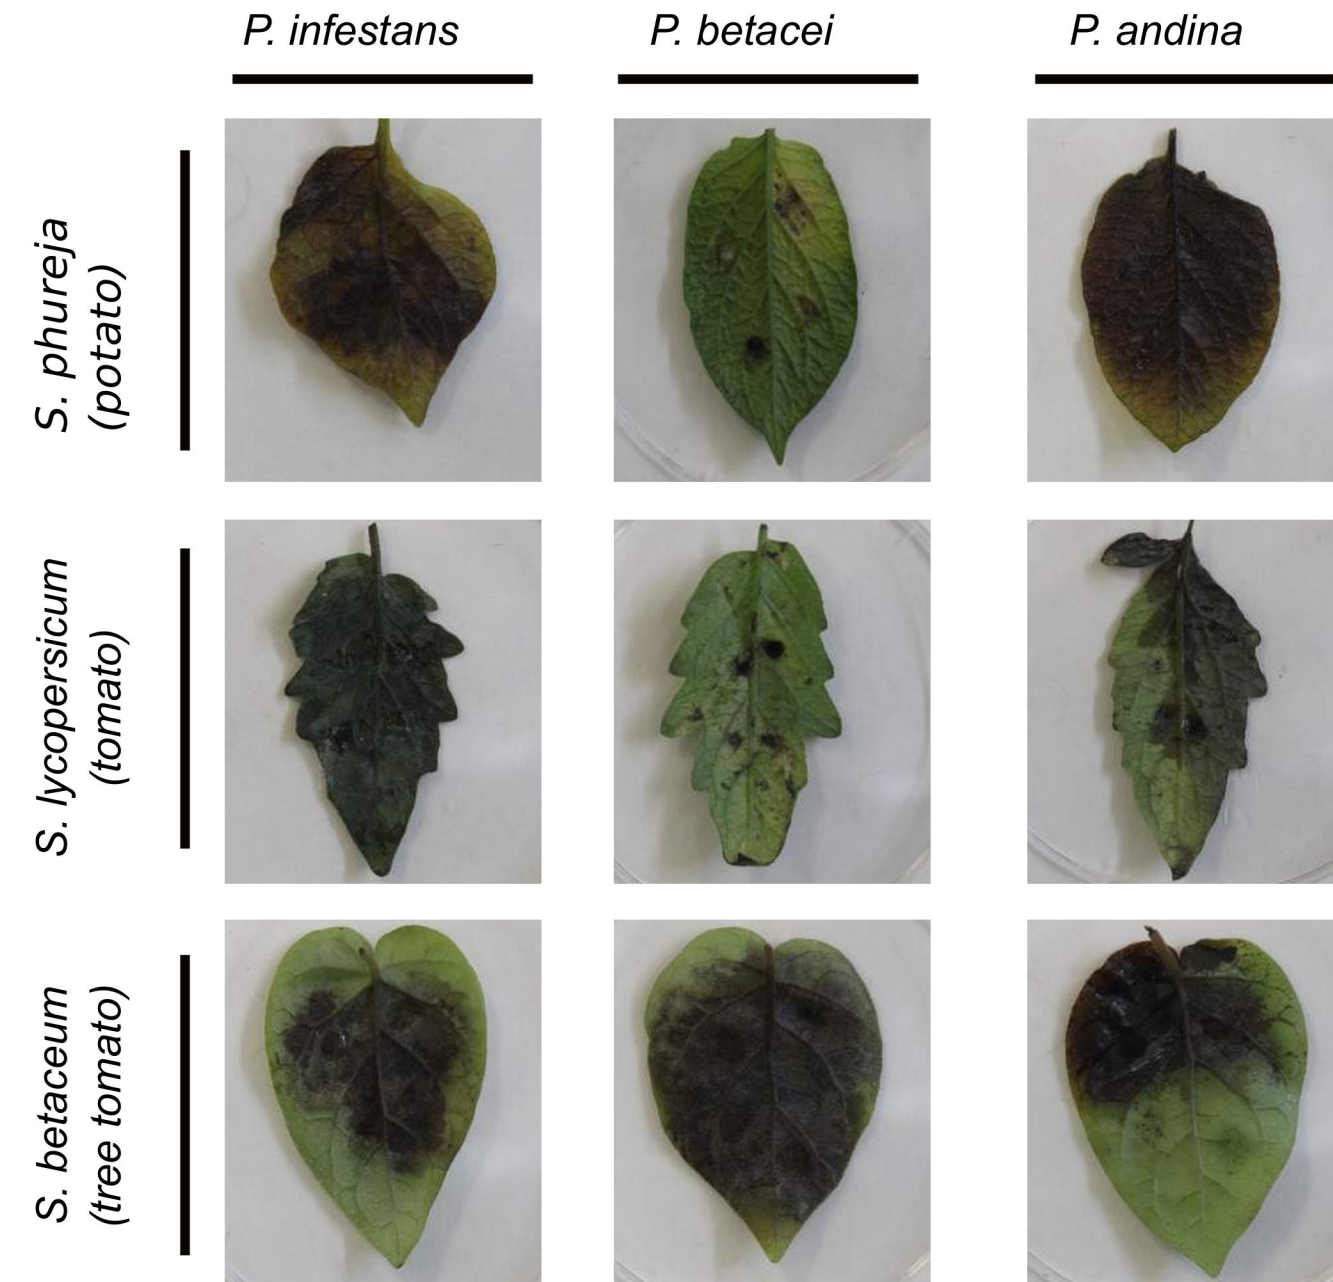 P. infestans
P. betacei
P. andina
S. phureja
(potato)
S. lycopersicum
(tomato)
S. betaceum
(tree tomato)